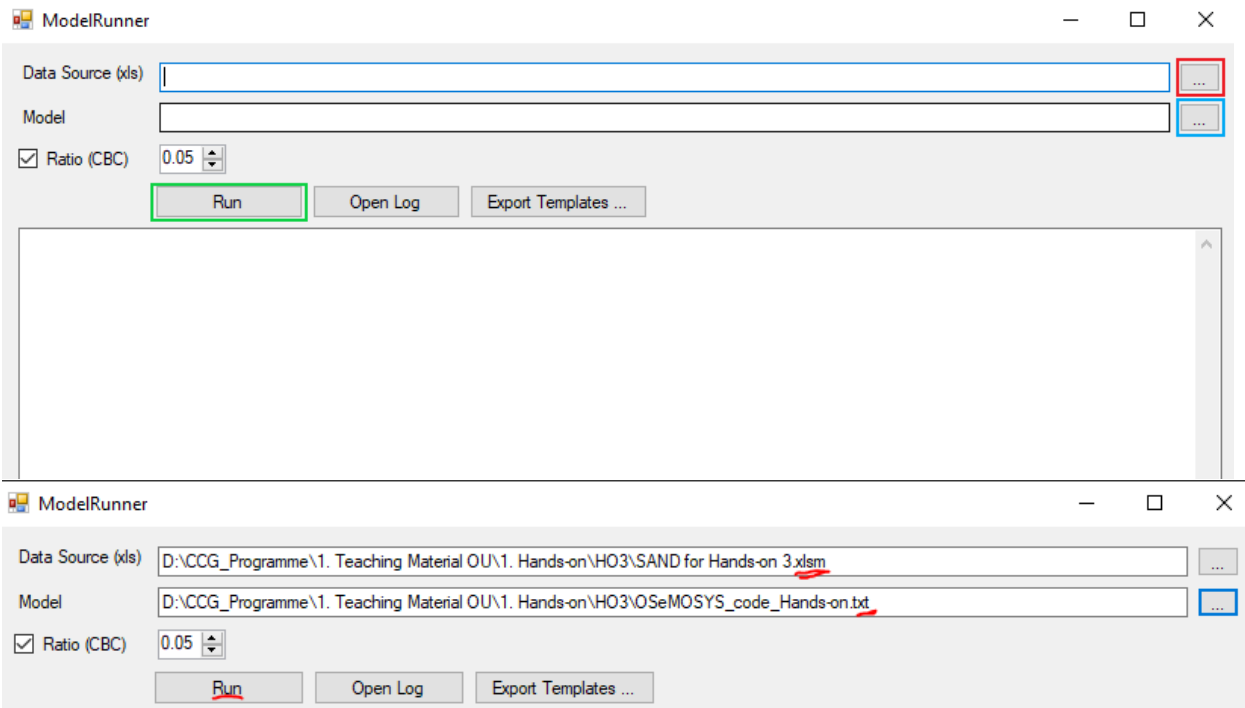 ModelRunner
Data Source (xls) ...
Model ...
Ratio (CBC) 0.05
Run Open Log Export Templates ...
ModelRunner
Data Source (xls) D:\CCG_Programme\1. Teaching Material OU\1. Hands-on\HO3\SAND for Hands-on 3.xlsm ...
Model D:\CCG_Programme\1. Teaching Material OU\1. Hands-on\HO3\OSeMOSYS_code_Hands-on.txt ...
Ratio (CBC) 0.05
Run Open Log Export Templates ...